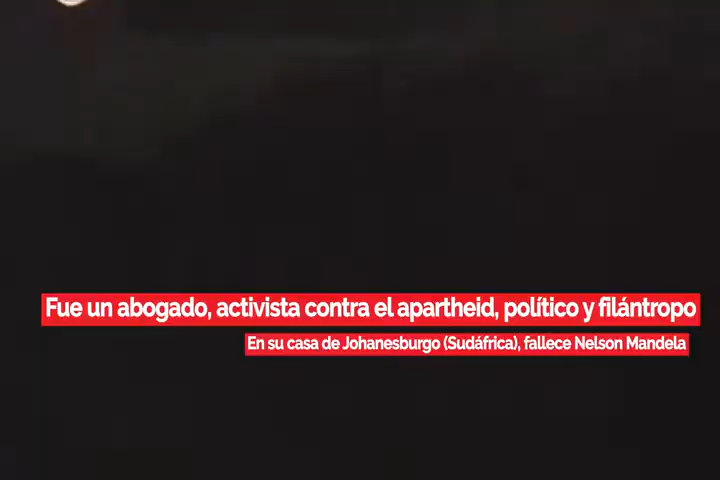 Fue un abogado, activista contra el apartheid, político y filántropo
En su casa de Johanesburgo (Sudáfrica), fallece Nelson Mandela